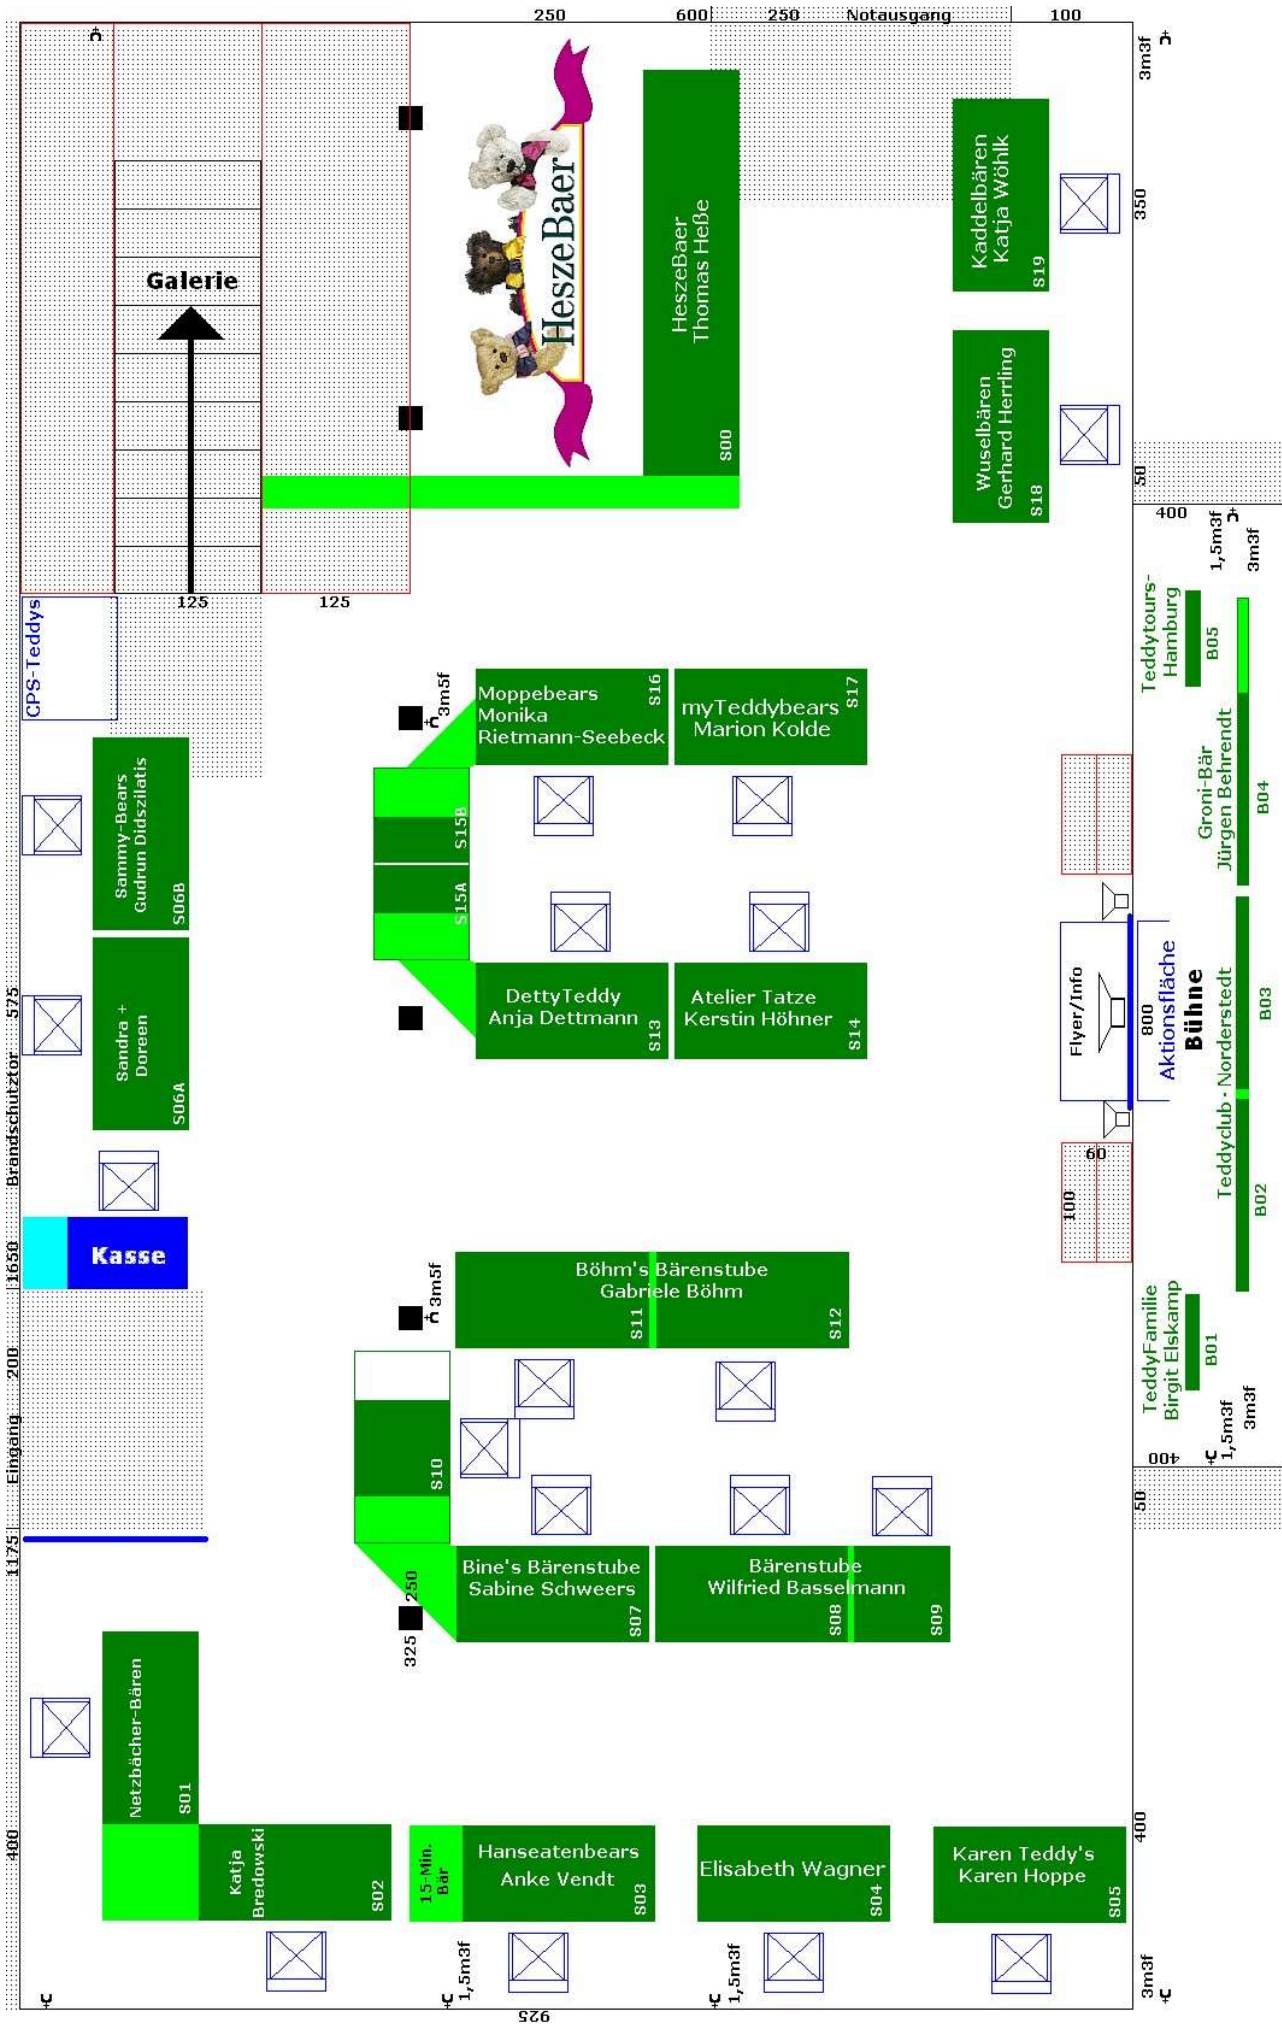 250
600
250
Notausgang
100
3m3f
Galerie
HeszeBaer
HeszeBaer
Thomas Heße
S00
Kaddelbären
Katja Wöhlk
S19
350
Wuselbären
Gerhard Herrling
S18
50
400
1,5m3f
3m3f
125
125
CPS-Teddys
Teddytours-
Hamburg
B05
3m5f
Moppebears
Monika
Rietmann-Seebeck
S16
myTeddybears
Marion Kolde
S17
Sammy-Bears
Gudrun Didszilatis
S06B
S15B
S15A
Groni-Bär
Jürgen Behrendt
B04
Sandra +
Doreen
S06A
DettyTeddy
Anja Dettmann
S13
Atelier Tatze
Kerstin Höhner
S14
Flyer/Info
800
Aktionsfläche
Bühne
Teddyclub - Norderstedt
B03
B02
60
100
Brandschutztor
575
1650
Kasse
3m5f
Böhm's Bärenstube
Gabriele Böhm
S11
S12
TeddyFamilie
Birgit Elskamp
B01
1,5m3f
3m3f
400
50
Eingang
200
1175
S10
250
325
Bine's Bärenstube
Sabine Schweers
S07
Bärenstube
Wilfried Basselmann
S08
S09
Netzbächer-Bären
S01
400
Katja
Bredowski
S02
15-Min.
Bär
Hanseatenbears
Anke Vendt
S03
Elisabeth Wagner
S04
Karen Teddy's
Karen Hoppe
S05
400
1,5m3f
1,5m3f
3m3f
925